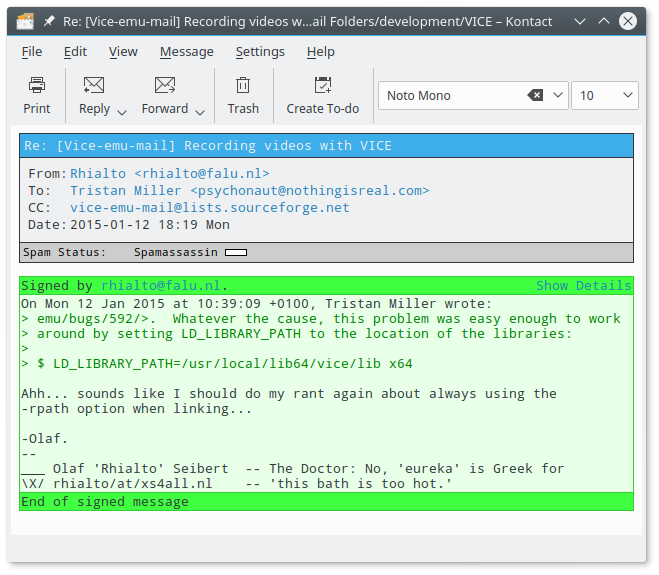 Re: [Vice-emu-mail] Recording videos w...ail Folders/development/VICE – Kontact
File Edit View Message Settings Help
Print Reply Forward Trash Create To-do Noto Mono 10
Re: [Vice-emu-mail] Recording videos with VICE
From: Rhialto <rhialto@falu.nl>
To: Tristan Miller <psychonaut@nothingisreal.com>
CC: vice-emu-mail@lists.sourceforge.net
Date: 2015-01-12 18:19 Mon
Spam Status: Spamassassin
Signed by rhialto@falu.nl. Show Details
On Mon 12 Jan 2015 at 10:39:09 +0100, Tristan Miller wrote:
> emu/bugs/592/>.  Whatever the cause, this problem was easy enough to work
> around by setting LD_LIBRARY_PATH to the location of the libraries:
>
> $ LD_LIBRARY_PATH=/usr/local/lib64/vice/lib x64
Ahh... sounds like I should do my rant again about always using the
-rpath option when linking...
-Olaf.
--
___ Olaf 'Rhialto' Seibert  -- The Doctor: No, 'eureka' is Greek for
\X/ rhialto/at/xs4all.nl    -- 'this bath is too hot.'
End of signed message